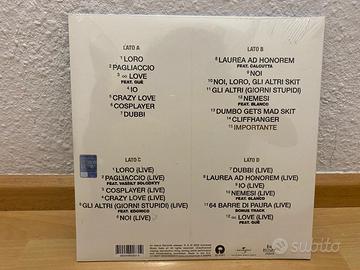 LATO A
1 LORO
2 PAGLIACCIO
3 ∞ LOVE
FEAT. GUÈ
4 IO
5 CRAZY LOVE
6 COSPLAYER
7 DUBBI
LATO B
8 LAUREA AD HONOREM
FEAT. CALCUTTA
9 NOI
10 NOI, LORO, GLI ALTRI SKIT
11 GLI ALTRI (GIORNI STUPIDI)
12 NEMESI
FEAT. BLANCO
13 DUMBO GETS MAD SKIT
14 CLIFFHANGER
15 IMPORTANTE
LATO C
1 LORO (LIVE)
2 PAGLIACCIO (LIVE)
3 COSPLAYER (LIVE)
4 CRAZY LOVE (LIVE)
5 GLI ALTRI (GIORNI STUPIDI) (LIVE)
6 NOI (LIVE)
LATO D
7 DUBBI (LIVE)
8 LAUREA AD HONOREM (LIVE)
9 IO (LIVE)
10 NEMESI (LIVE)
FEAT. BLANCO
11 64 BARRE DI PAURA (LIVE)
BONUS TRACK
12 ∞ LOVE (LIVE)
FEAT. GUÈ
subito